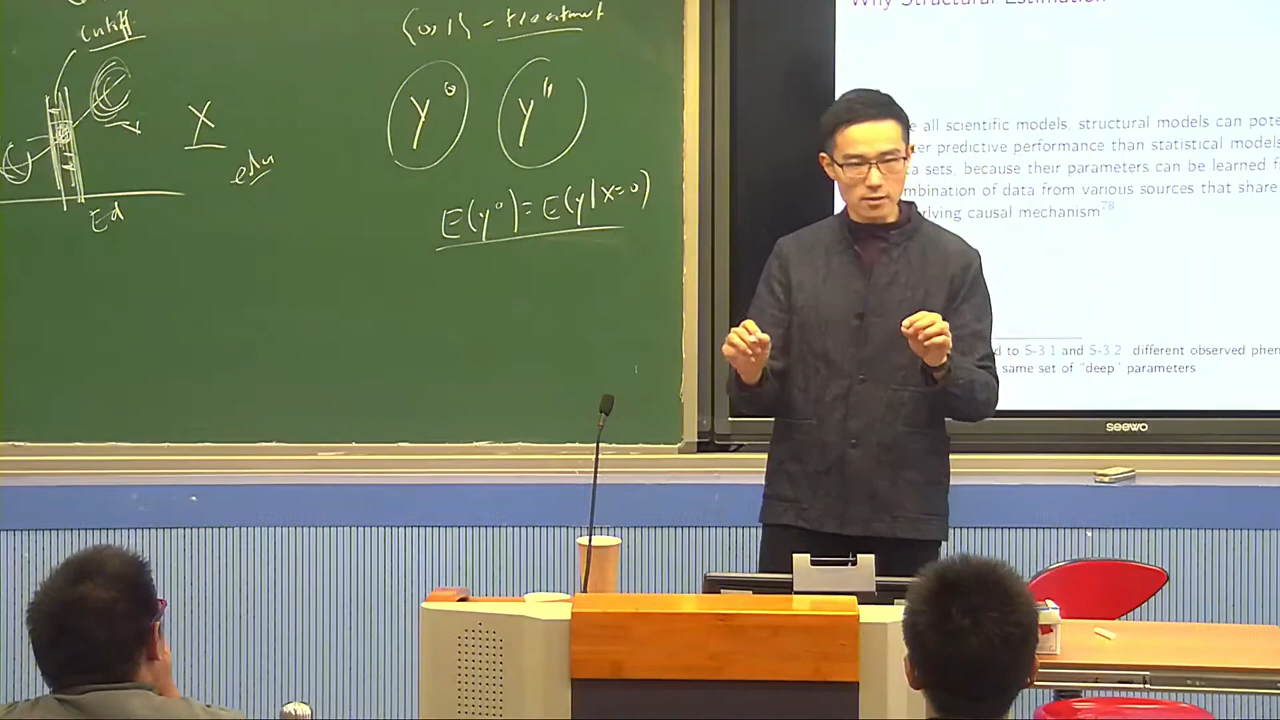 cutoff
X
edu
Ed
{0,1} - treatment
y⁰
y¹
E(y⁰) = E(y|X=0)
Why Structural Estimation
e all scientific models, structural models can pote
ter predictive performance than statistical models
a sets, because their parameters can be learned f
mbination of data from various sources that share
rlying causal mechanism⁷⁸
d to S-3.1 and S-3.2 different observed phen
same set of "deep" parameters
seewo